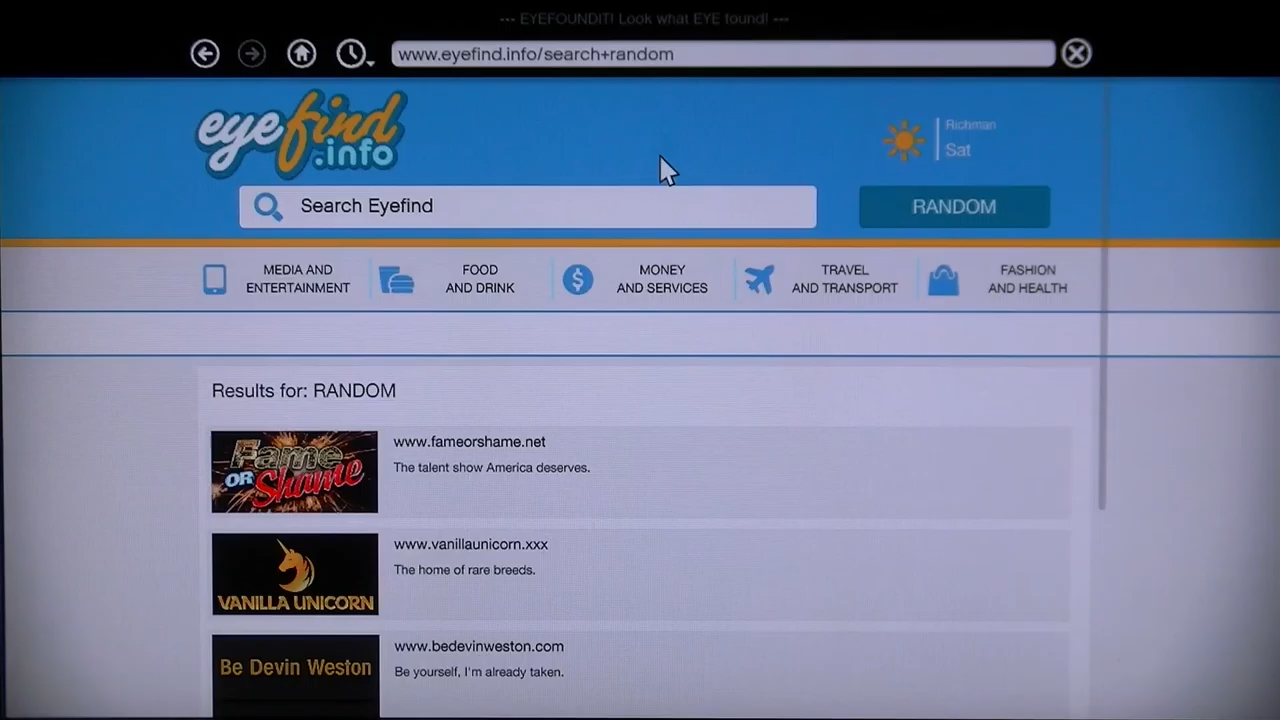 --- EYEFOUNDIT! Look what EYE found! ---
www.eyefind.info/search+random
eyefind
.info
Richman
Sat
Search Eyefind
RANDOM
MEDIA AND
ENTERTAINMENT
FOOD
AND DRINK
MONEY
AND SERVICES
TRAVEL
AND TRANSPORT
FASHION
AND HEALTH
Results for: RANDOM
Fame
OR Shame
www.fameorshame.net
The talent show America deserves.
VANILLA UNICORN
www.vanillaunicorn.xxx
The home of rare breeds.
Be Devin Weston
www.bedevinweston.com
Be yourself, I'm already taken.